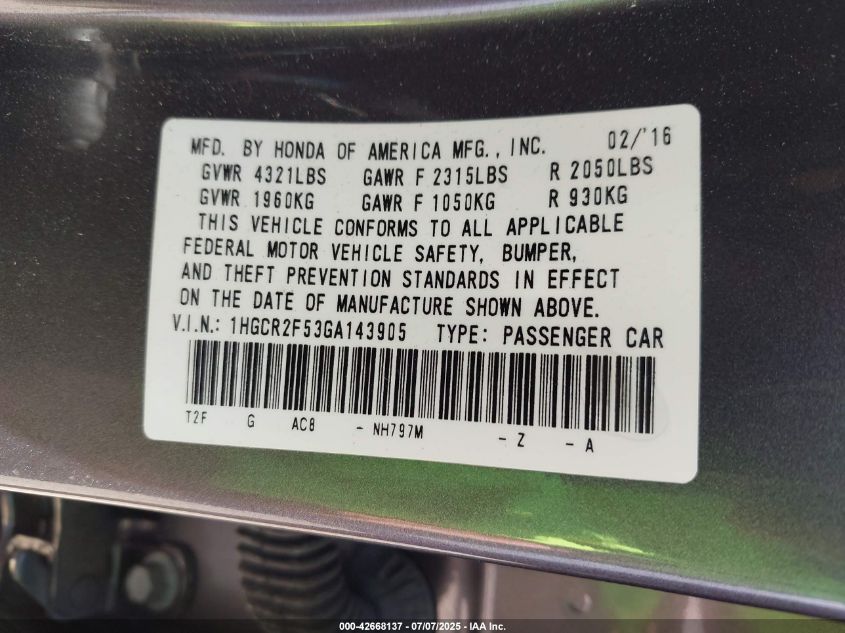 MFD. BY HONDA OF AMERICA MFG., INC. 02/'16
GVWR 4321LBS GAWR F 2315LBS R 2050LBS
GVWR 1960KG GAWR F 1050KG R 930KG
THIS VEHICLE CONFORMS TO ALL APPLICABLE
FEDERAL MOTOR VEHICLE SAFETY, BUMPER,
AND THEFT PREVENTION STANDARDS IN EFFECT
ON THE DATE OF MANUFACTURE SHOWN ABOVE.
V.I.N.: 1HGCR2F53GA143905 TYPE: PASSENGER CAR
T2F G AC8 - NH797M - Z - A
000-42668137 - 07/07/2025 - IAA Inc.